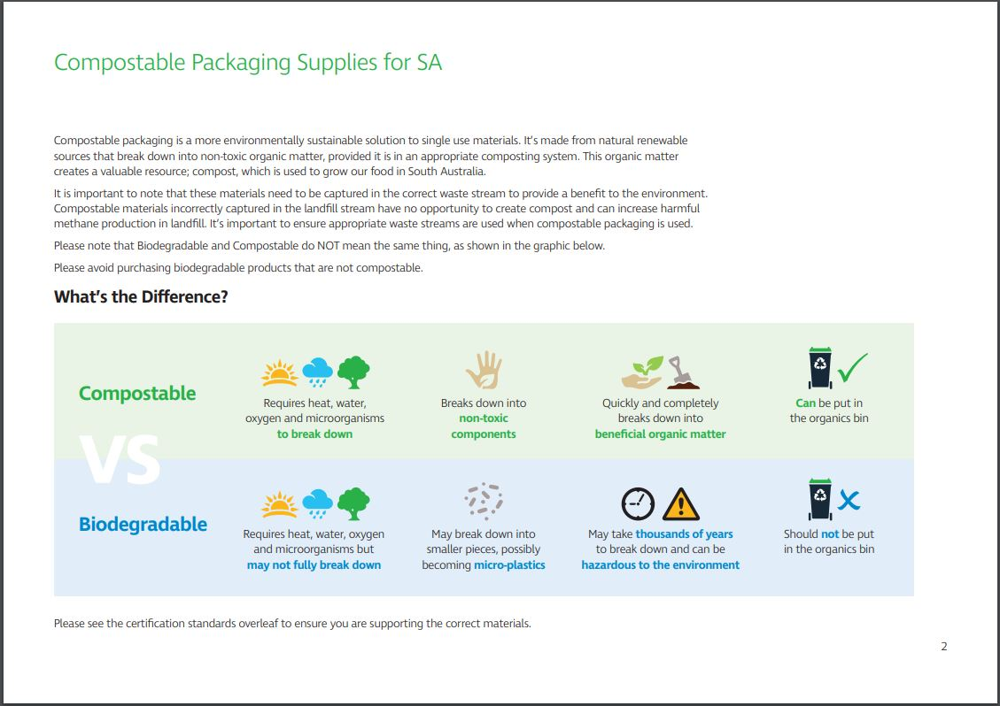 Compostable Packaging Supplies for SA
Compostable packaging is a more environmentally sustainable solution to single use materials. It's made from natural renewable
sources that break down into non-toxic organic matter, provided it is in an appropriate composting system. This organic matter
creates a valuable resource; compost, which is used to grow our food in South Australia.
It is important to note that these materials need to be captured in the correct waste stream to provide a benefit to the environment.
Compostable materials incorrectly captured in the landfill stream have no opportunity to create compost and can increase harmful
methane production in landfill. It's important to ensure appropriate waste streams are used when compostable packaging is used.
Please note that Biodegradable and Compostable do NOT mean the same thing, as shown in the graphic below.
Please avoid purchasing biodegradable products that are not compostable.
What's the Difference?
Compostable
Requires heat, water,
oxygen and microorganisms
to break down
Breaks down into
non-toxic
components
Quickly and completely
breaks down into
beneficial organic matter
Can be put in
the organics bin
VS
Biodegradable
Requires heat, water, oxygen
and microorganisms but
may not fully break down
May break down into
smaller pieces, possibly
becoming micro-plastics
May take thousands of years
to break down and can be
hazardous to the environment
Should not be put
in the organics bin
Please see the certification standards overleaf to ensure you are supporting the correct materials.
2